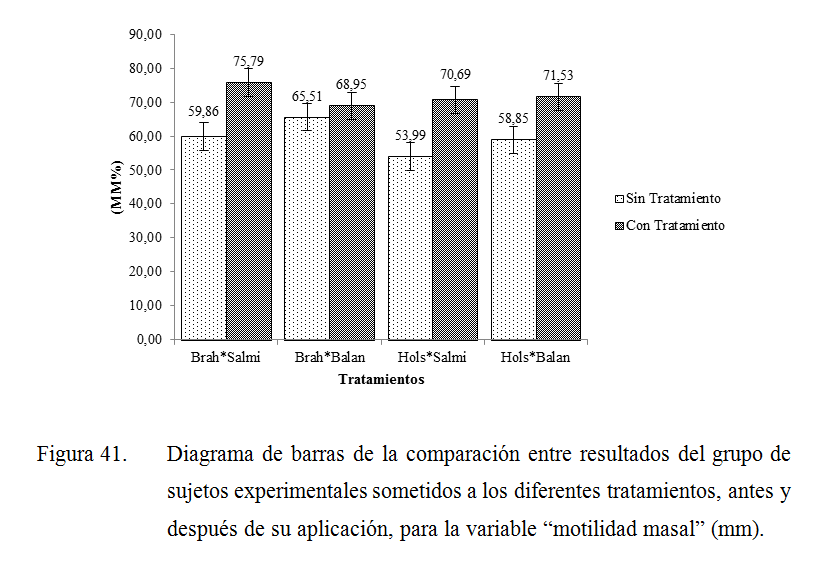 90,00
80,00
70,00
60,00
50,00
40,00
30,00
20,00
10,00
0,00
(MM%)
59,86
75,79
65,51
68,95
53,99
70,69
58,85
71,53
Brah*Salmi
Brah*Balan
Hols*Salmi
Hols*Balan
Tratamientos
Sin Tratamiento
Con Tratamiento
Figura 41. Diagrama de barras de la comparación entre resultados del grupo de
sujetos experimentales sometidos a los diferentes tratamientos, antes y
después de su aplicación, para la variable “motilidad masal” (mm).